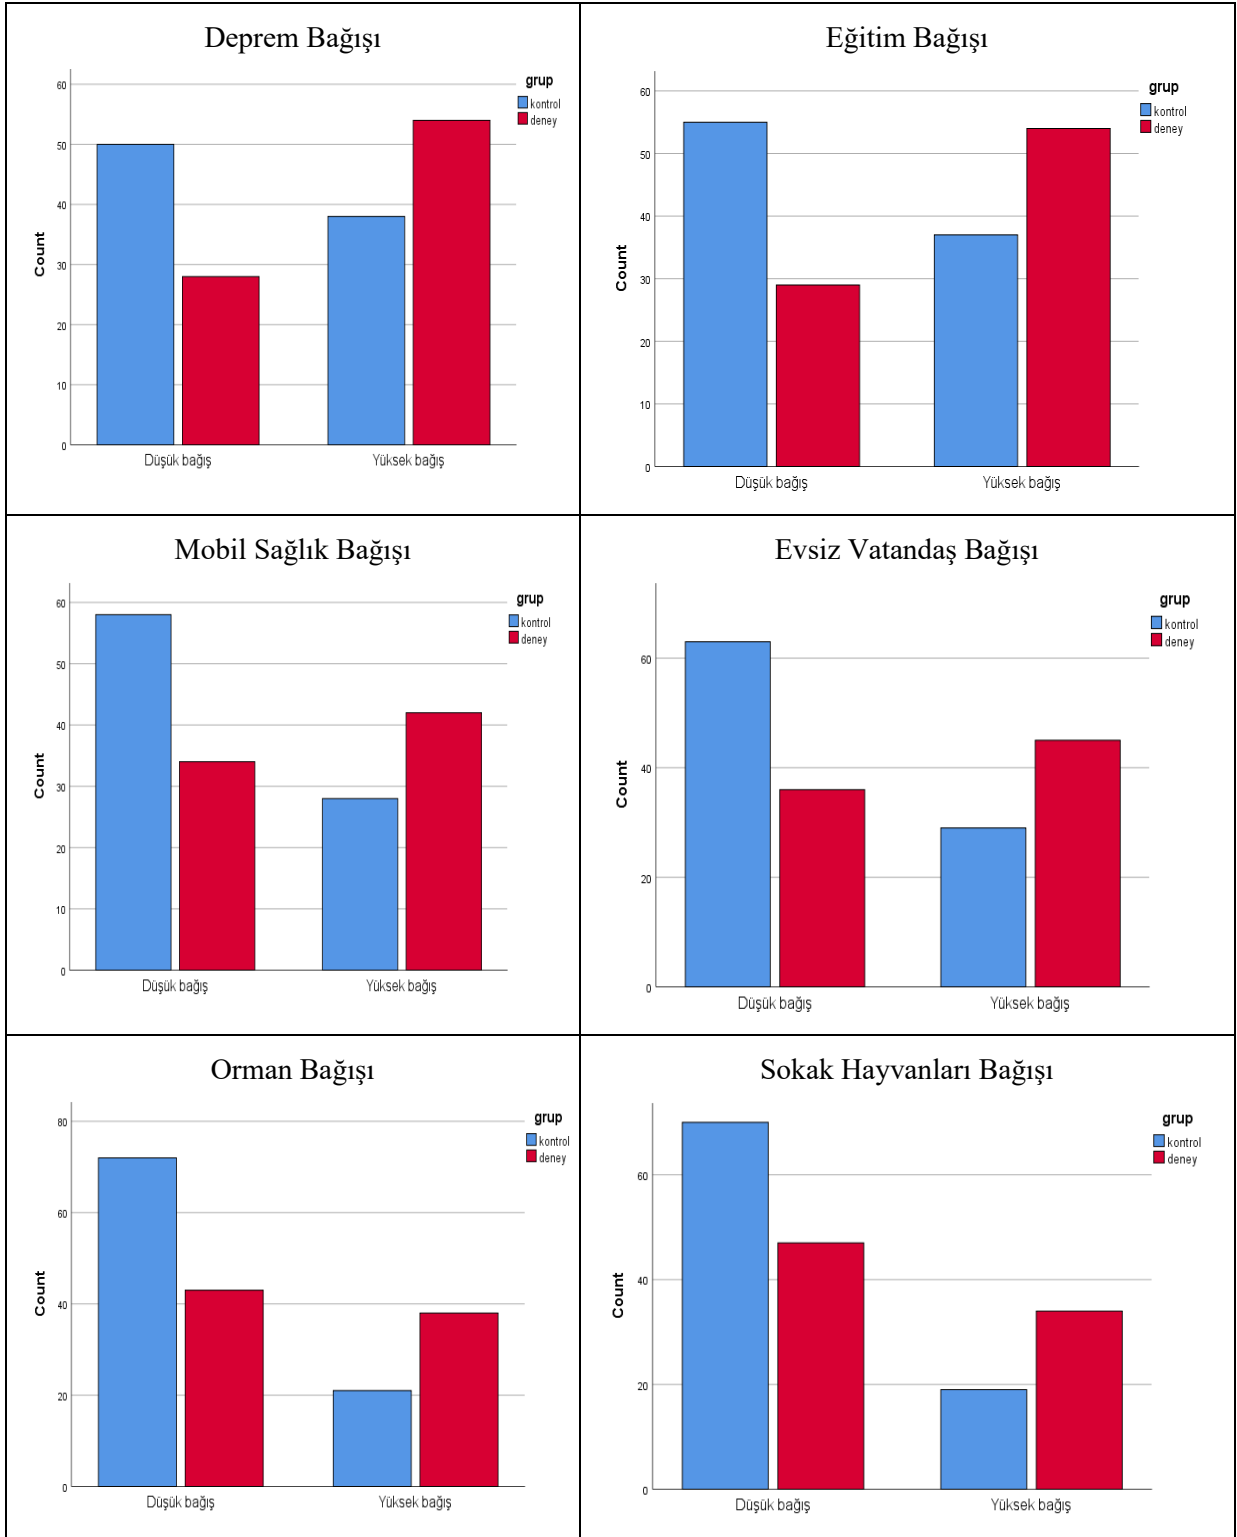 Deprem Bağışı
grup
kontrol
deney
60
50
40
30
20
10
0
Count
Düşük bağış
Yüksek bağış
Eğitim Bağışı
grup
kontrol
deney
60
50
40
30
20
10
0
Count
Düşük bağış
Yüksek bağış
Mobil Sağlık Bağışı
grup
kontrol
deney
60
50
40
30
20
10
0
Count
Düşük bağış
Yüksek bağış
Evsiz Vatandaş Bağışı
grup
kontrol
deney
60
40
20
0
Count
Düşük bağış
Yüksek bağış
Orman Bağışı
grup
kontrol
deney
80
60
40
20
0
Count
Düşük bağış
Yüksek bağış
Sokak Hayvanları Bağışı
grup
kontrol
deney
60
40
20
0
Count
Düşük bağış
Yüksek bağış